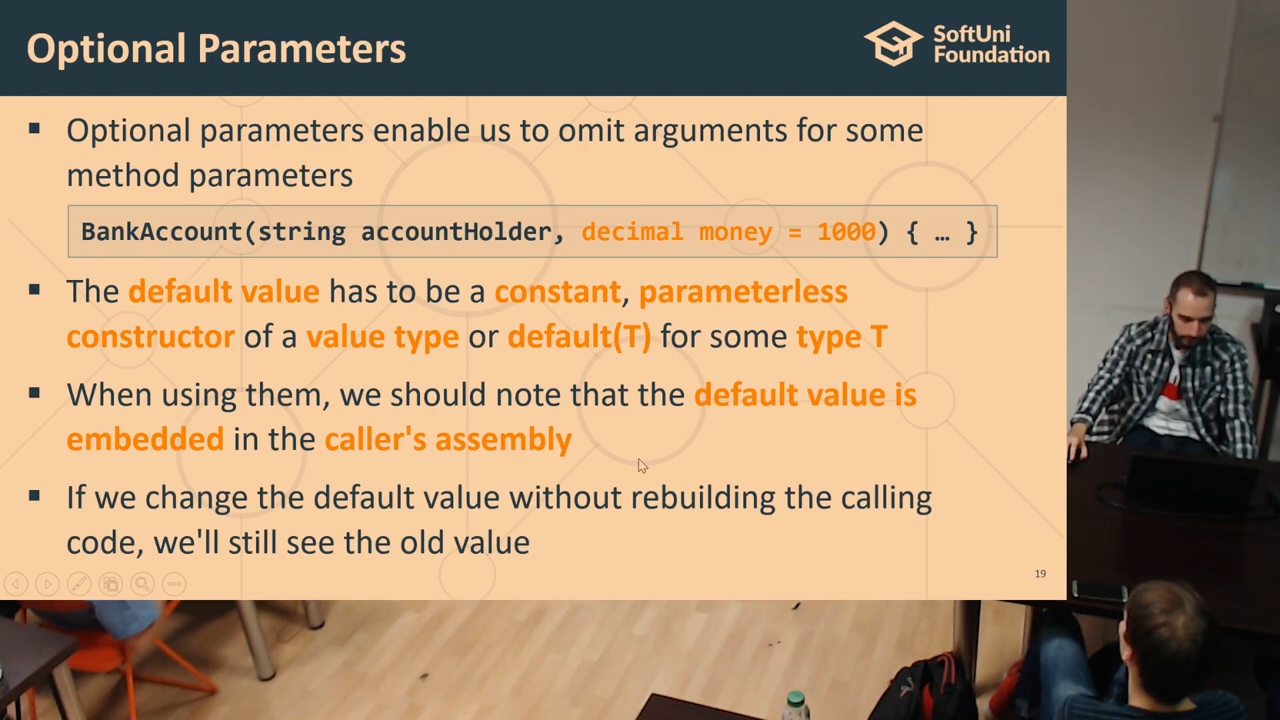 Optional Parameters
SoftUni
Foundation
▪ Optional parameters enable us to omit arguments for some
method parameters
BankAccount(string accountHolder, decimal money = 1000) { … }
▪ The default value has to be a constant, parameterless
constructor of a value type or default(T) for some type T
▪ When using them, we should note that the default value is
embedded in the caller's assembly
▪ If we change the default value without rebuilding the calling
code, we'll still see the old value
19